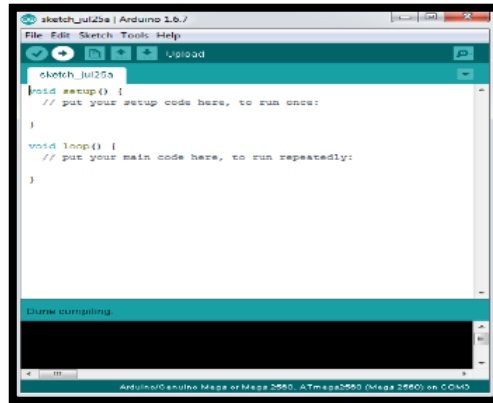 sketch_jul25a | Arduino 1.6.7
File Edit Sketch Tools Help
Upload
sketch_jul25a
void setup() {
// put your setup code here, to run once:
}
void loop() {
// put your main code here, to run repeatedly:
}
Done compiling.
Arduino/Genuino Mega or Mega 2560, ATmega2560 (Mega 2560) on COM3